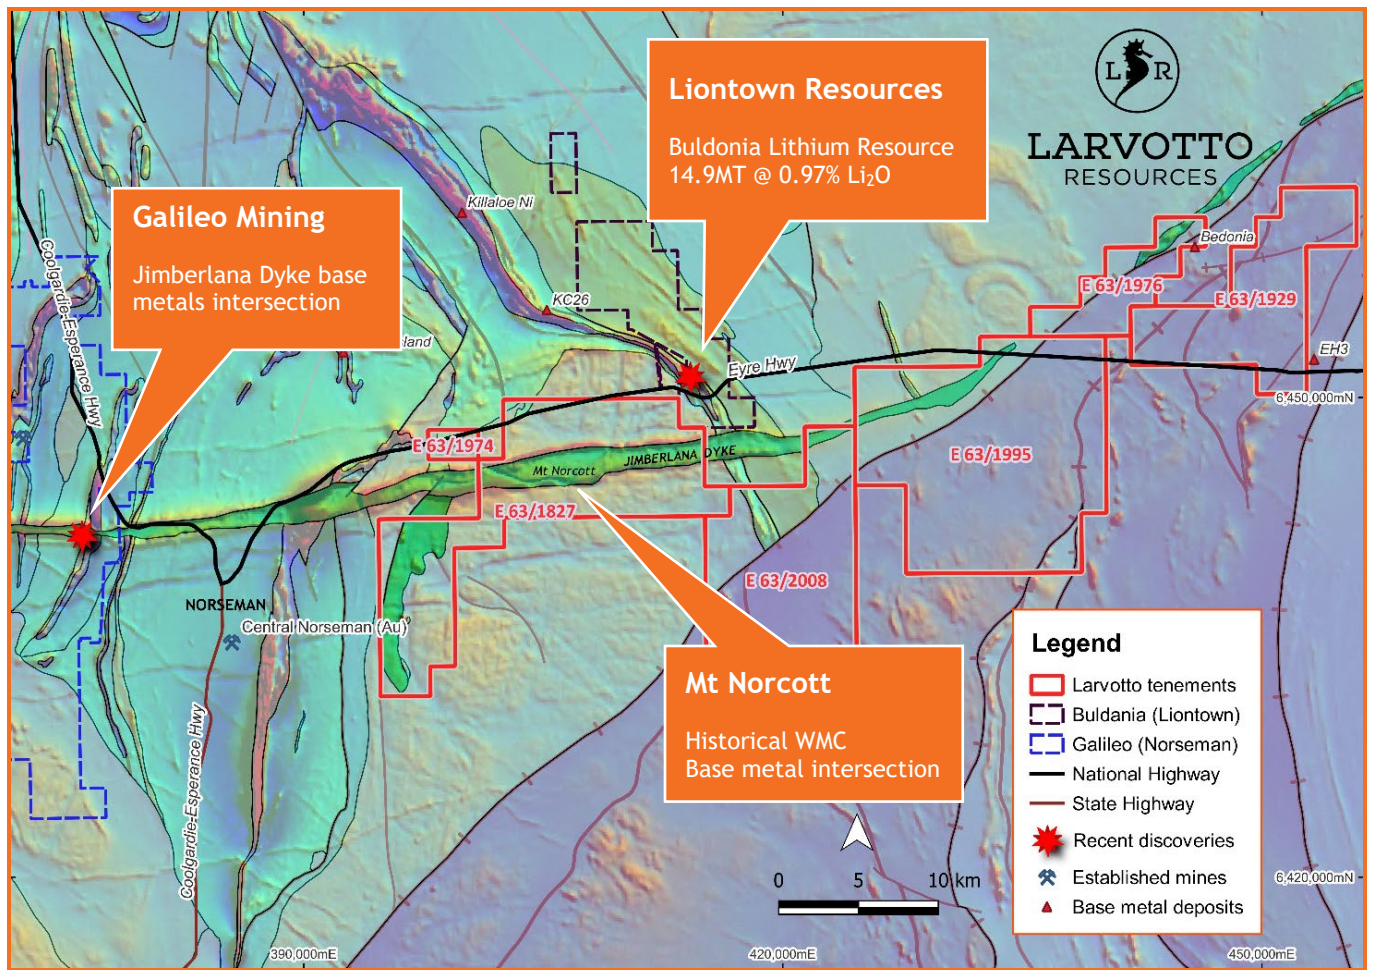 L R
LARVOTTO
RESOURCES
Liontown Resources
Buldonia Lithium Resource
14.9MT @ 0.97% Li₂O
Galileo Mining
Jimberlana Dyke base
metals intersection
Killaloe Ni
KC26
Coolgardie-Esperance Hwy
Eyre Hwy
Bedonia
E 63/1976
E 63/1929
EH3
6,450,000mN
E 63/1974
Mt Norcott
JIMBERLANA DYKE
E 63/1995
E 63/1827
E 63/2008
NORSEMAN
Central Norseman (Au)
Coolgardie-Esperance Hwy
Mt Norcott
Historical WMC
Base metal intersection
Legend
Larvotto tenements
Buldania (Liontown)
Galileo (Norseman)
National Highway
State Highway
Recent discoveries
Established mines
Base metal deposits
0 5 10 km
6,420,000mN
390,000mE
420,000mE
450,000mE